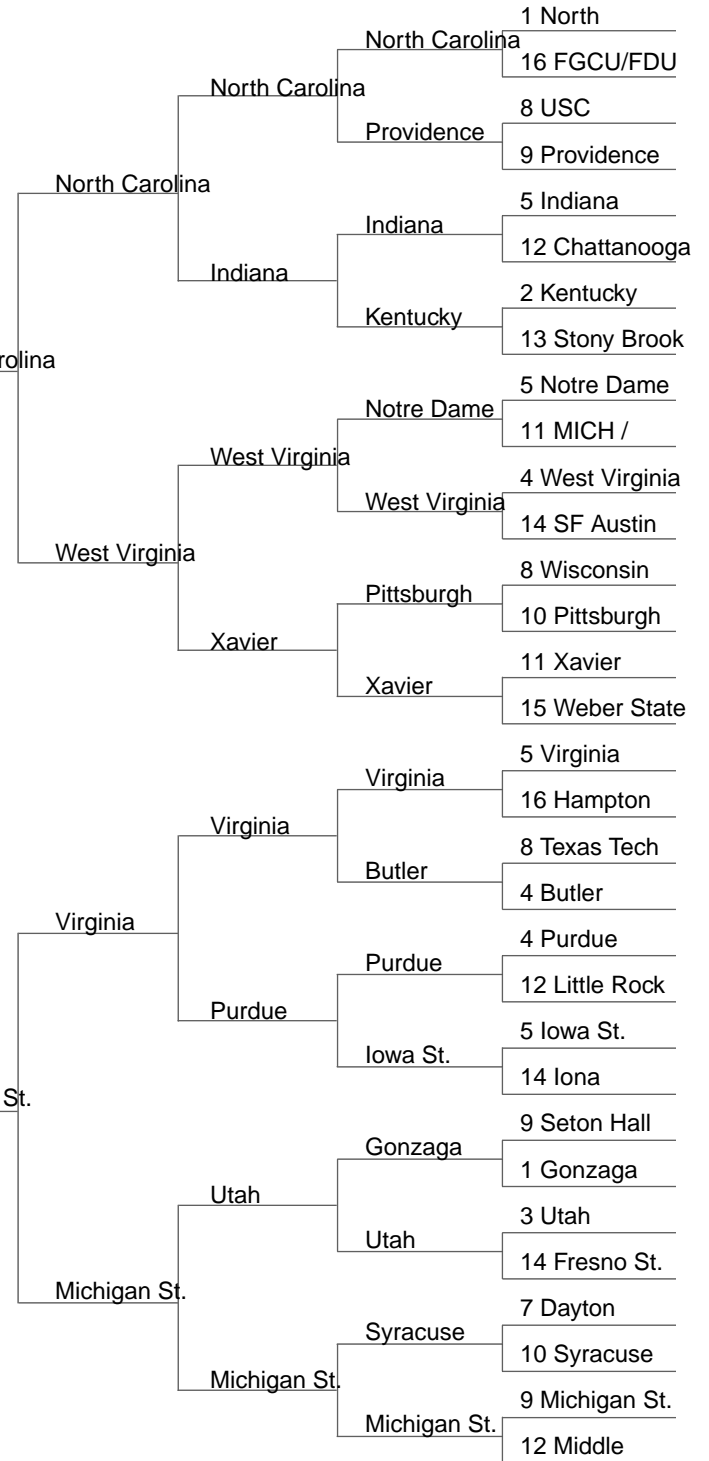 1 North
North Carolina
16 FGCU/FDU
North Carolina
8 USC
Providence
9 Providence
North Carolina
5 Indiana
Indiana
12 Chattanooga
Indiana
2 Kentucky
Kentucky
13 Stony Brook
rolina
5 Notre Dame
Notre Dame
11 MICH /
West Virginia
4 West Virginia
West Virginia
14 SF Austin
West Virginia
8 Wisconsin
Pittsburgh
10 Pittsburgh
Xavier
11 Xavier
Xavier
15 Weber State
5 Virginia
Virginia
16 Hampton
Virginia
8 Texas Tech
Butler
4 Butler
Virginia
4 Purdue
Purdue
12 Little Rock
Purdue
5 Iowa St.
Iowa St.
14 Iona
St.
9 Seton Hall
Gonzaga
1 Gonzaga
Utah
3 Utah
Utah
14 Fresno St.
Michigan St.
7 Dayton
Syracuse
10 Syracuse
Michigan St.
9 Michigan St.
Michigan St.
12 Middle